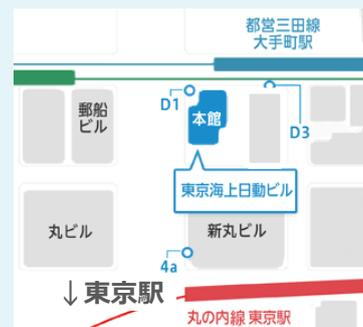 都営三田線
大手町駅
D1
郵船
ビル
本館
D3
東京海上日動ビル
丸ビル
新丸ビル
4a
↓東京駅
丸の内線 東京駅